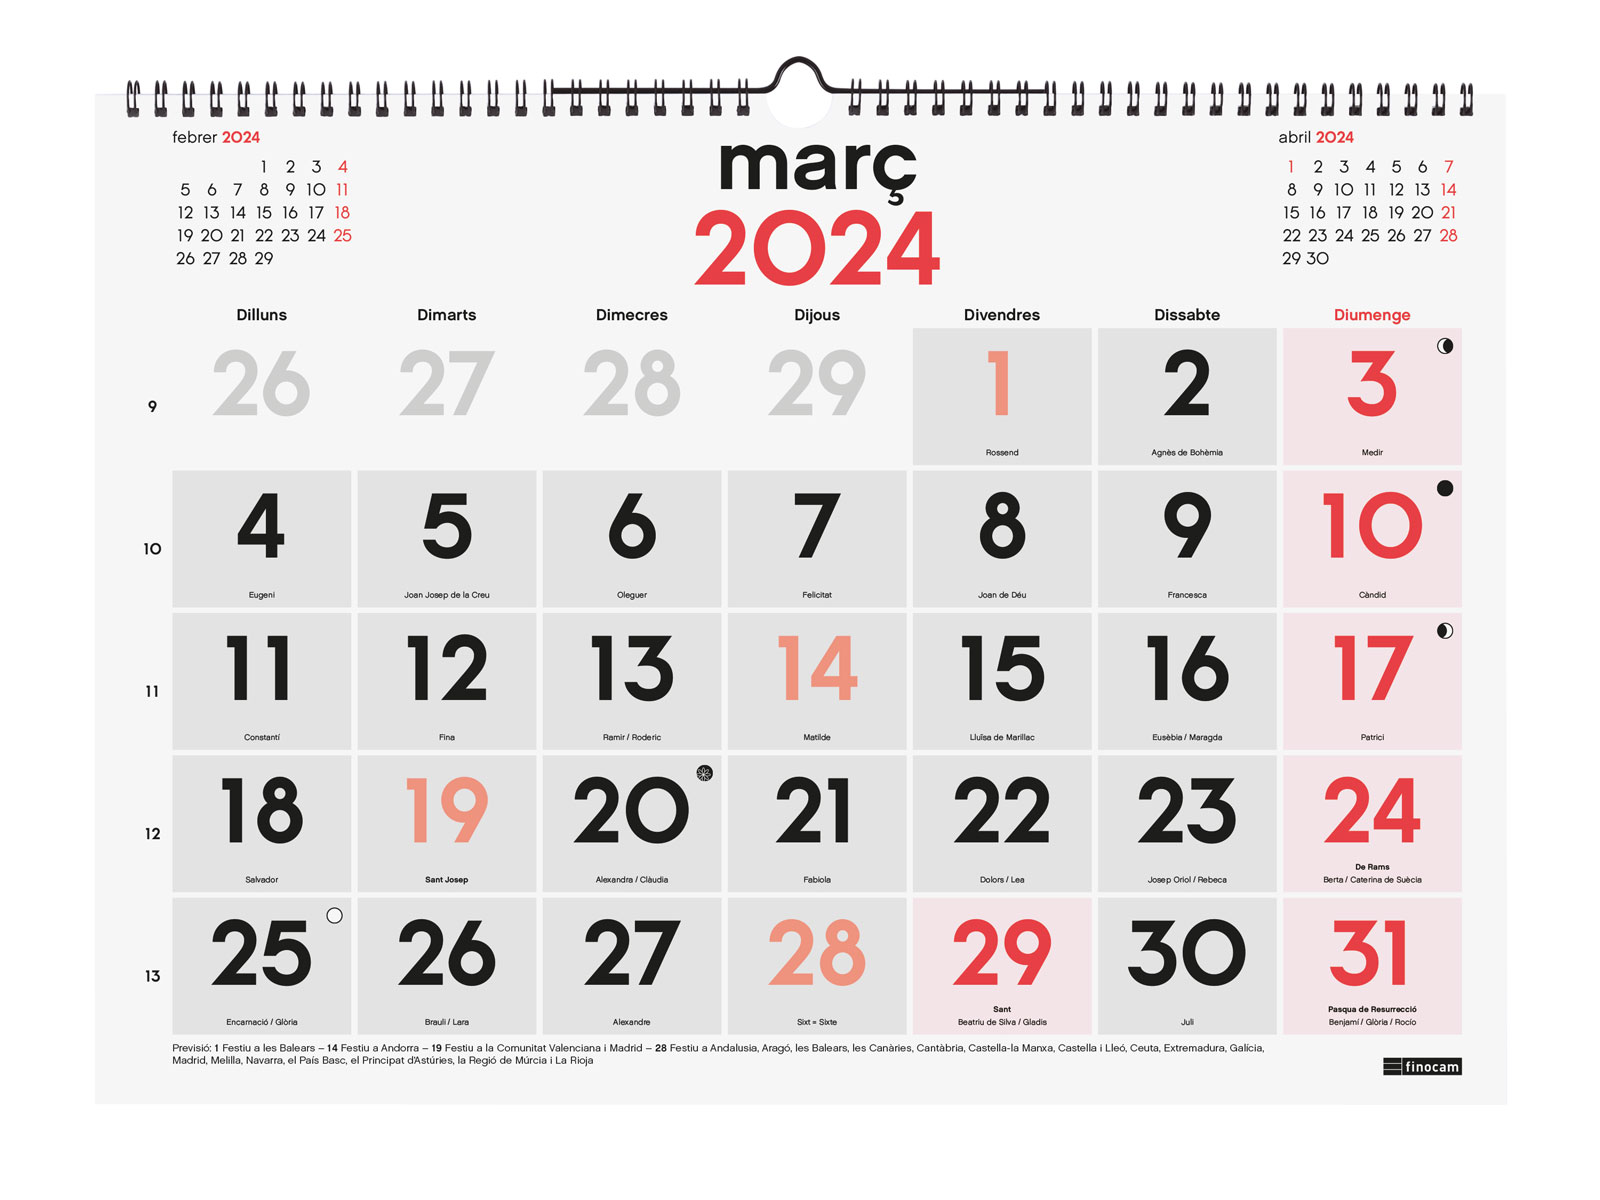 febrer 2024
1 2 3 4
5 6 7 8 9 10 11
12 13 14 15 16 17 18
19 20 21 22 23 24 25
26 27 28 29
març
2024
abril 2024
1 2 3 4 5 6 7
8 9 10 11 12 13 14
15 16 17 18 19 20 21
22 23 24 25 26 27 28
29 30
Dilluns Dimarts Dimecres Dijous Divendres Dissabte Diumenge
9 26 27 28 29 1 2 3
Rossend Agnès de Bohèmia Medir
10 4 5 6 7 8 9 10
Eugeni Joan Josep de la Creu Oleguer Felicitat Joan de Déu Francesca Càndid
11 11 12 13 14 15 16 17
Constantí Fina Ramir / Roderic Matilde Lluïsa de Marillac Eusèbia / Maragda Patrici
12 18 19 20 21 22 23 24
De Rams
Salvador Sant Josep Alexandra / Clàudia Fabiola Dolors / Lea Josep Oriol / Rebeca Berta / Caterina de Suècia
13 25 26 27 28 29 30 31
Sant Pasqua de Resurrecció
Encarnació / Glòria Brauli / Lara Alexandre Sixt = Sixte Beatriu de Silva / Gladis Juli Benjamí / Glòria / Rocío
Previsió: 1 Festiu a les Balears – 14 Festiu a Andorra – 19 Festiu a la Comunitat Valenciana i Madrid – 28 Festiu a Andalusia, Aragó, les Balears, les Canàries, Cantàbria, Castella-la Manxa, Castella i Lleó, Ceuta, Extremadura, Galícia,
Madrid, Melilla, Navarra, el País Basc, el Principat d'Astúries, la Regió de Múrcia i La Rioja
finocam